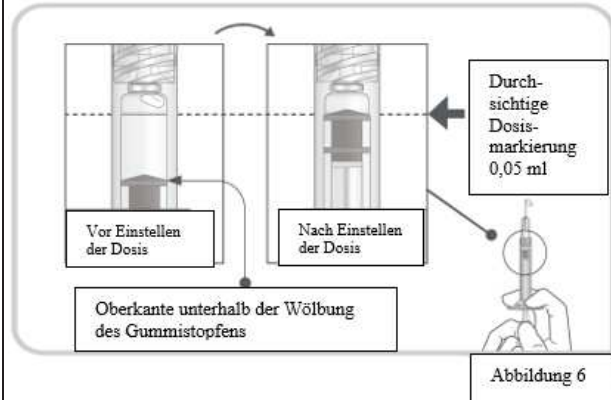 Durch-
sichtige
Dosis-
markierung
0,05 ml
Vor Einstellen
der Dosis
Nach Einstellen
der Dosis
Oberkante unterhalb der Wölbung
des Gummistopfens
Abbildung 6